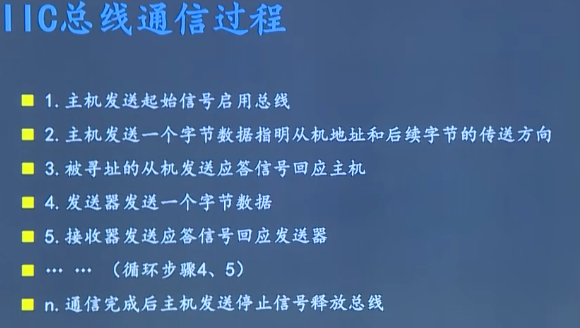 IIC总线通信过程
1.主机发送起始信号启用总线
2.主机发送一个字节数据指明从机地址和后续字节的传送方向
3.被寻址的从机发送应答信号回应主机
4.发送器发送一个字节数据
5.接收器发送应答信号回应发送器
… … （循环步骤4、5）
n.通信完成后主机发送停止信号释放总线